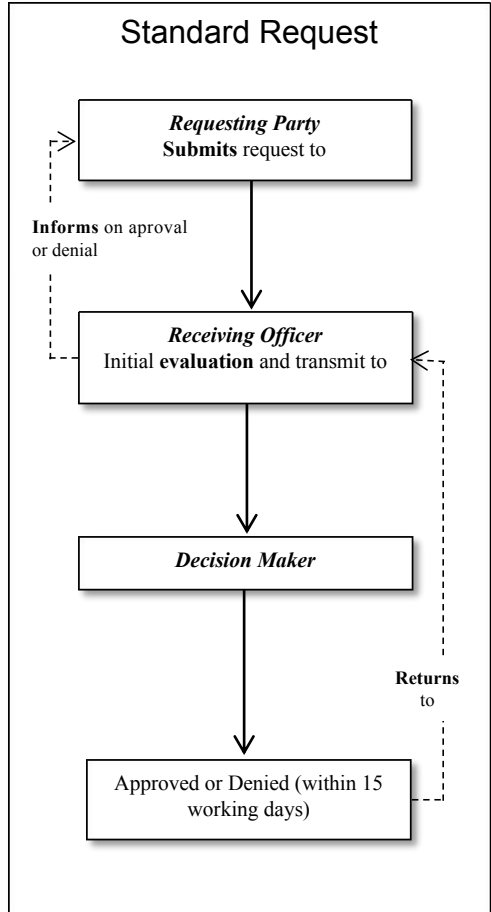 Standard Request
Requesting Party
Submits request to
Informs on aproval
or denial
Receiving Officer
Initial evaluation and transmit to
Decision Maker
Returns
to
Approved or Denied (within 15
working days)